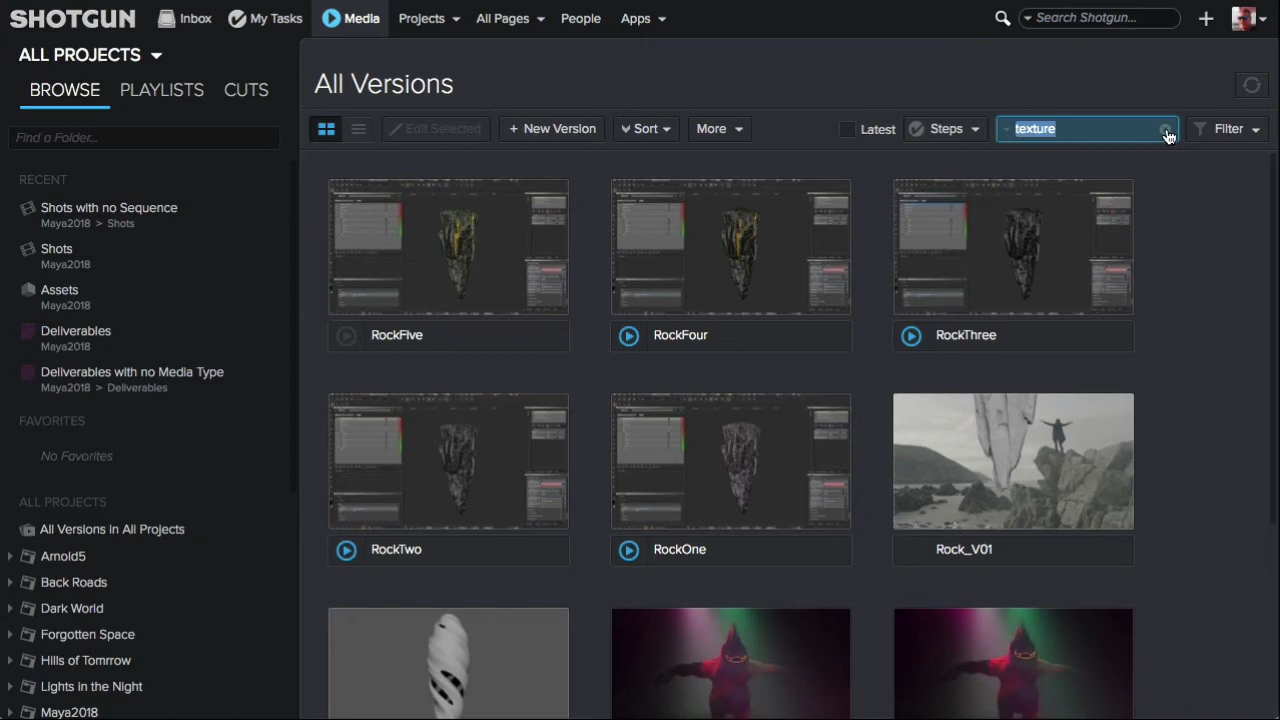 SHOTGUN
Inbox
My Tasks
Media
Projects
All Pages
People
Apps
Search Shotgun...
ALL PROJECTS
BROWSE
PLAYLISTS
CUTS
Find a Folder...
RECENT
Shots with no Sequence
Maya2018 > Shots
Shots
Maya2018
Assets
Maya2018
Deliverables
Maya2018
Deliverables with no Media Type
Maya2018 > Deliverables
FAVORITES
No Favorites
ALL PROJECTS
All Versions in All Projects
Arnold5
Back Roads
Dark World
Forgotten Space
Hills of Tomrrow
Lights in the Night
Maya2018
All Versions
Edit Selected
+ New Version
Sort
More
Latest
Steps
texture
Filter
RockFIve
RockFour
RockThree
RockTwo
RockOne
Rock_V01